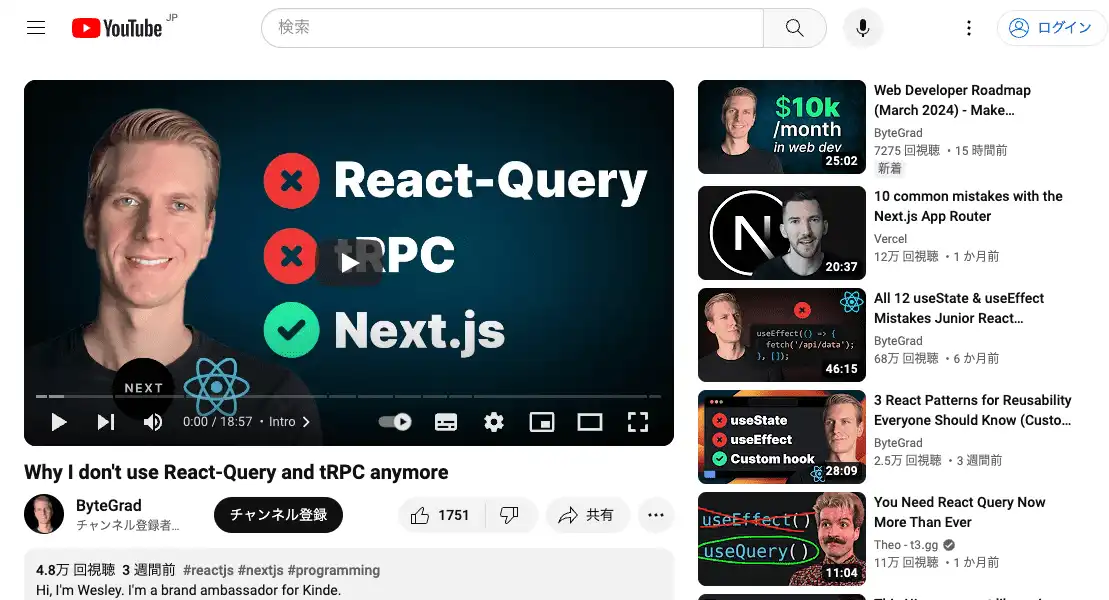 YouTube JP
検索
ログイン
React-Query
tRPC
Next.js
NEXT
0:00 / 18:57 • Intro
Why I don't use React-Query and tRPC anymore
ByteGrad
チャンネル登録者…
チャンネル登録
1751
共有
4.8万 回視聴 3 週間前 #reactjs #nextjs #programming
Hi, I'm Wesley. I'm a brand ambassador for Kinde.
$10k
/month
in web dev
25:02
Web Developer Roadmap
(March 2024) - Make…
ByteGrad
7275 回視聴 ・15 時間前
新着
N
20:37
10 common mistakes with the
Next.js App Router
Vercel
12万 回視聴 ・1 か月前
useEffect(() => {
fetch('/api/data');
}, []);
46:15
All 12 useState & useEffect
Mistakes Junior React…
ByteGrad
68万 回視聴 ・6 か月前
useState
useEffect
Custom hook
28:09
3 React Patterns for Reusability
Everyone Should Know (Custo…
ByteGrad
2.5万 回視聴 ・3 週間前
useEffect()
useQuery()
11:04
You Need React Query Now
More Than Ever
Theo - t3․gg
11万 回視聴 ・1 か月前